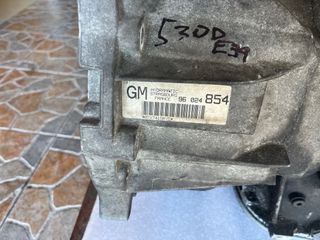 530D
E39
GM HYDRAMATIC
STRASBOURG
FRANCE 96 024 854